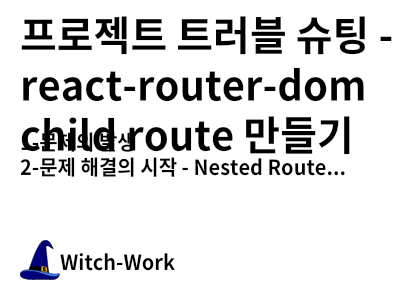 프로젝트 트러블 슈팅 -
react-router-dom
child route 만들기
1-문제의 발생
2-문제 해결의 시작 - Nested Route...
Witch-Work